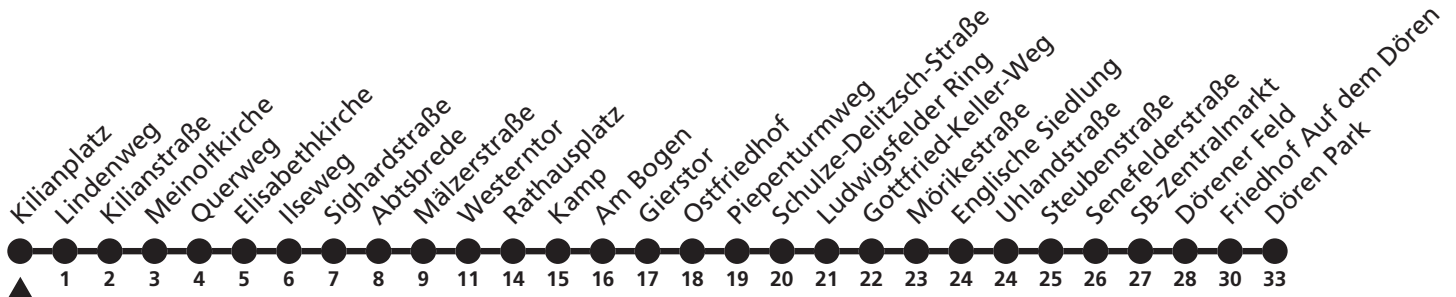 Kilianplatz
Lindenweg
Kilianstraße
Meinolfkirche
Querweg
Elisabethkirche
Ilseweg
Sighardstraße
Abtsbrede
Mälzerstraße
Westerntor
Rathausplatz
Kamp
Am Bogen
Gierstor
Ostfriedhof
Piepenturmweg
Schulze-Delitzsch-Straße
Ludwigsfelder Ring
Gottfried-Keller-Weg
Mörikestraße
Englische Siedlung
Uhlandstraße
Steubenstraße
Senefelderstraße
SB-Zentralmarkt
Dörener Feld
Friedhof Auf dem Dören
Dören Park
1 2 3 4 5 6 7 8 9 11 14 15 16 17 18 19 20 21 22 23 24 24 25 26 27 28 30 33